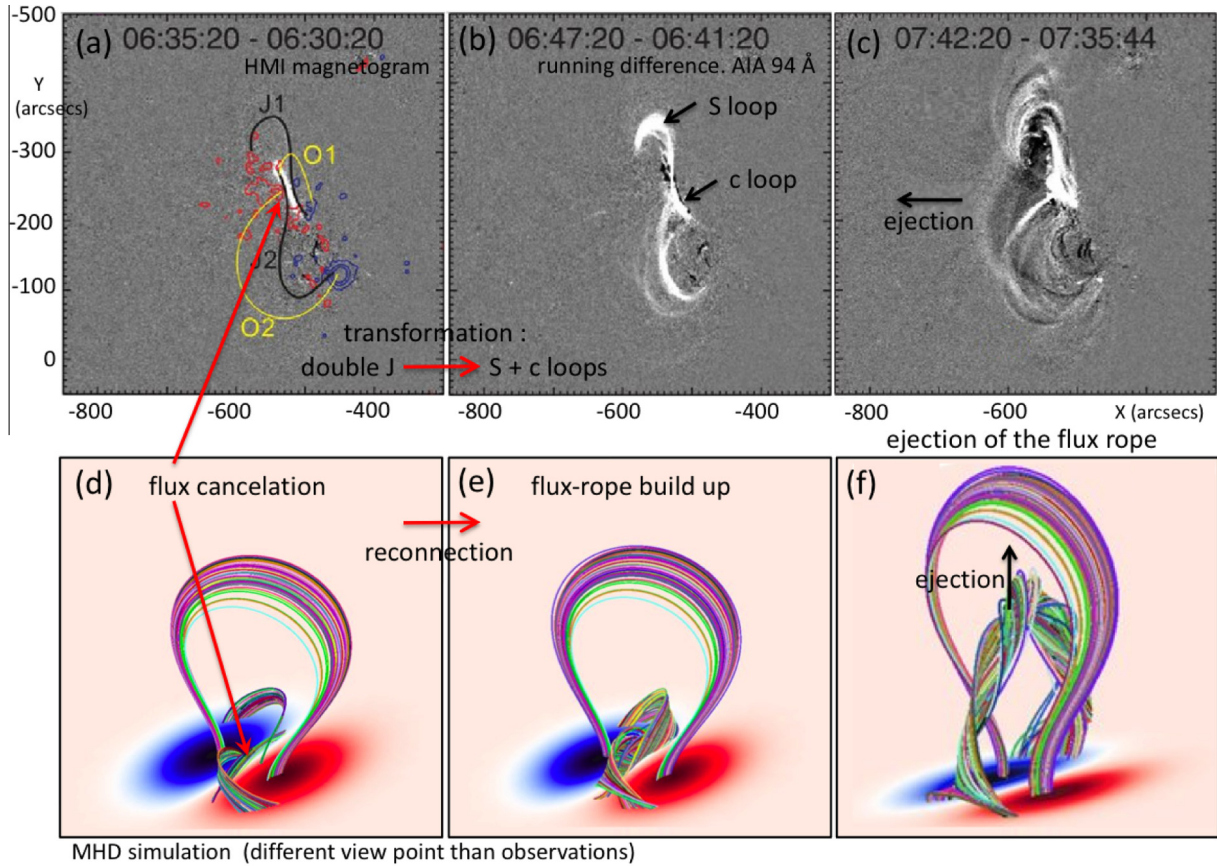 -500
Y
(arcsecs)
-300
-200
-100
0
(a) 06:35:20 - 06:30:20
HMI magnetogram
J1
O1
J2
O2
transformation :
double J
S + c loops
(b) 06:47:20 - 06:41:20
running difference. AIA 94 Å
S loop
c loop
(c) 07:42:20 - 07:35:44
ejection
-800
-600
-400
-800
-600
-400
-800
-600
X (arcsecs)
ejection of the flux rope
(d) flux cancelation
reconnection
(e) flux-rope build up
(f)
ejection
MHD simulation (different view point than observations)